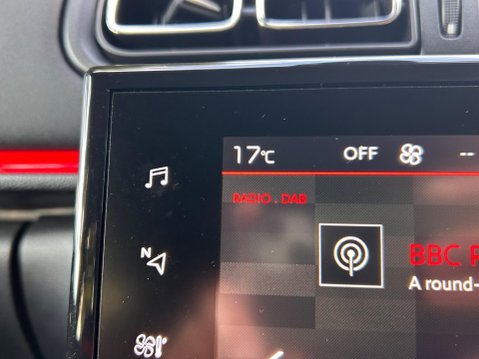 17°C OFF --
RADIO . DAB
N
BBC
A round-